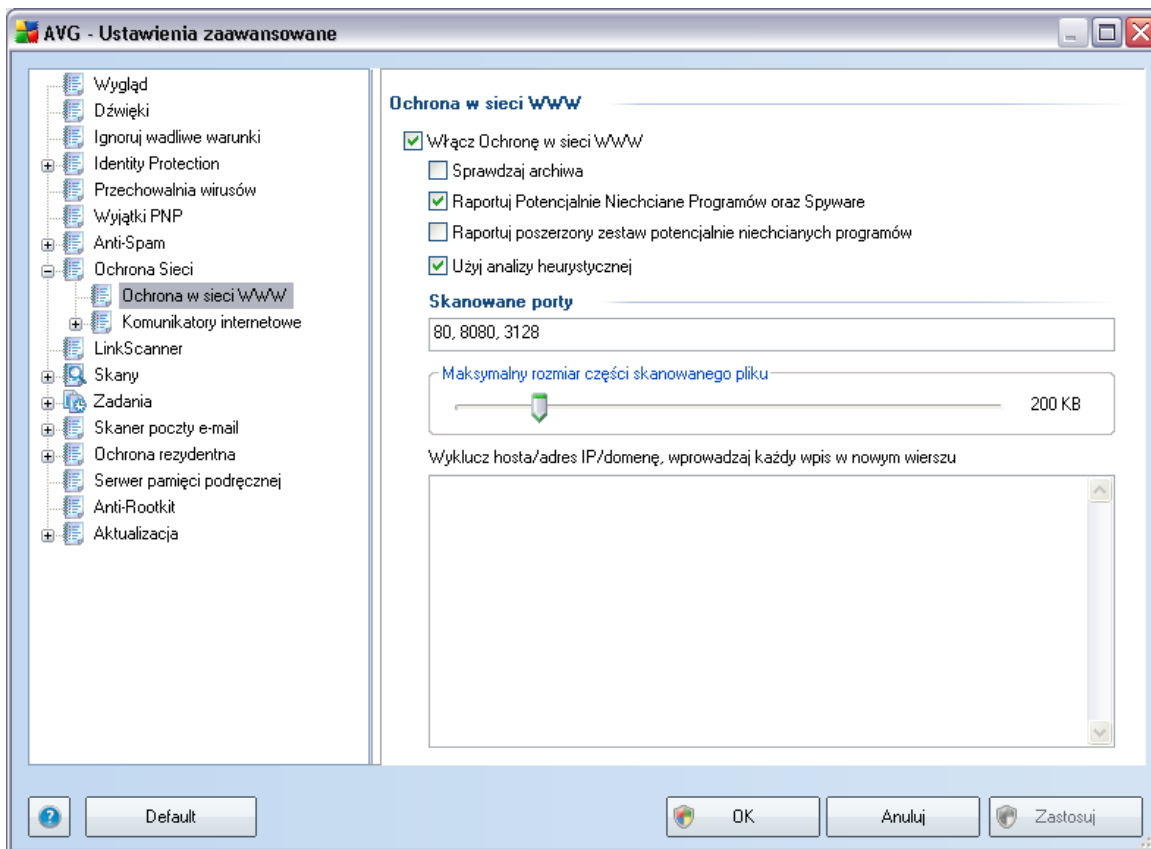 AVG - Ustawienia zaawansowane
Wygląd
Dźwięki
Ignoruj wadliwe warunki
Identity Protection
Przechowalnia wirusów
Wyjątki PNP
Anti-Spam
Ochrona Sieci
Ochrona w sieci WWW
Komunikatory internetowe
LinkScanner
Skany
Zadania
Skaner poczty e-mail
Ochrona rezydentna
Serwer pamięci podręcznej
Anti-Rootkit
Aktualizacja
Ochrona w sieci WWW
Włącz Ochronę w sieci WWW
Sprawdzaj archiwa
Raportuj Potencjalnie Niechciane Programów oraz Spyware
Raportuj poszerzony zestaw potencjalnie niechcianych programów
Użyj analizy heurystycznej
Skanowane porty
80, 8080, 3128
Maksymalny rozmiar części skanowanego pliku
200 KB
Wyklucz hosta/adres IP/domenę, wprowadzaj każdy wpis w nowym wierszu
? Default OK Anuluj Zastosuj